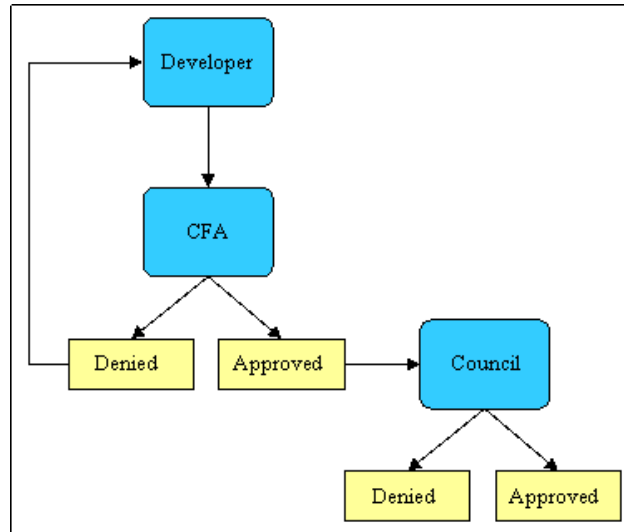 Developer
CFA
Denied
Approved
Council
Denied
Approved